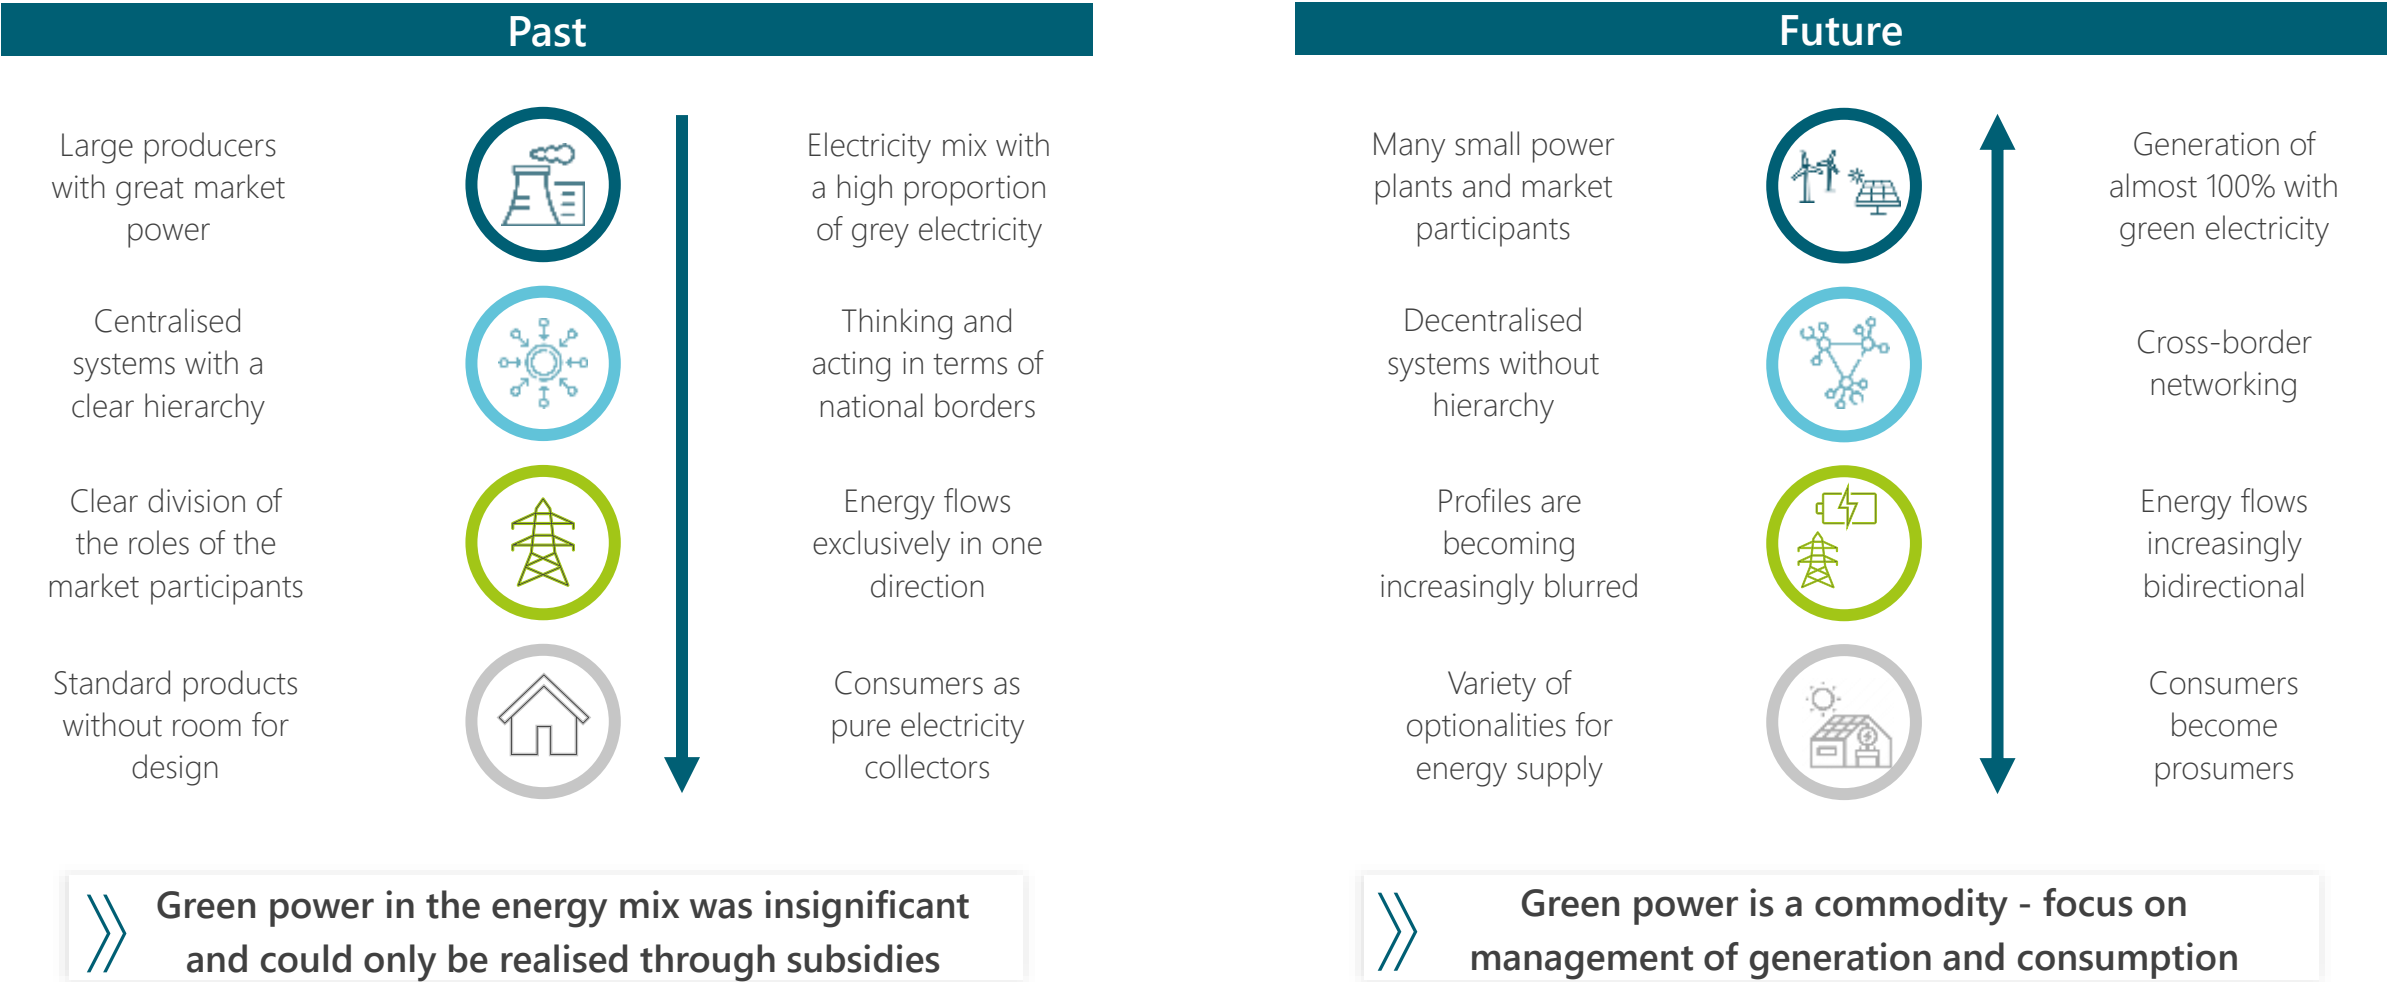 Past
Large producers
with great market
power
Electricity mix with
a high proportion
of grey electricity
Centralised
systems with a
clear hierarchy
Thinking and
acting in terms of
national borders
Clear division of
the roles of the
market participants
Energy flows
exclusively in one
direction
Standard products
without room for
design
Consumers as
pure electricity
collectors
Green power in the energy mix was insignificant
and could only be realised through subsidies
Future
Many small power
plants and market
participants
Generation of
almost 100% with
green electricity
Decentralised
systems without
hierarchy
Cross-border
networking
Profiles are
becoming
increasingly blurred
Energy flows
increasingly
bidirectional
Variety of
optionalities for
energy supply
Consumers
become
prosumers
Green power is a commodity - focus on
management of generation and consumption